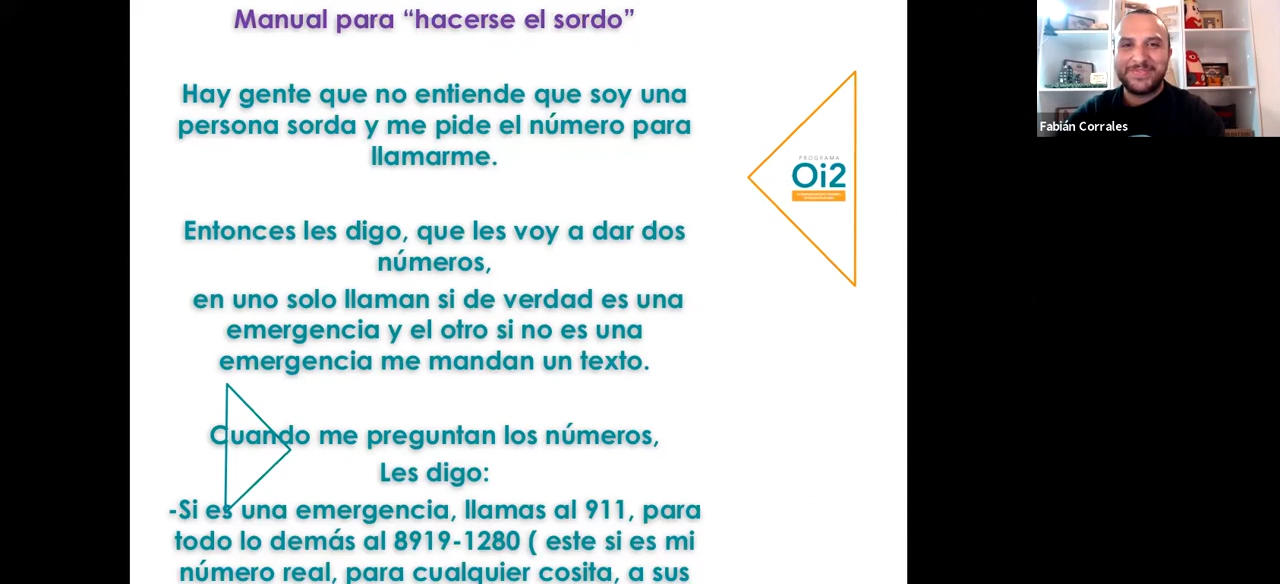 Manual para “hacerse el sordo”
Hay gente que no entiende que soy una
persona sorda y me pide el número para
llamarme.
Entonces les digo, que les voy a dar dos
números,
en uno solo llaman si de verdad es una
emergencia y el otro si no es una
emergencia me mandan un texto.
Cuando me preguntan los números,
Les digo:
-Si es una emergencia, llamas al 911, para
todo lo demás al 8919-1280 ( este si es mi
número real, para cualquier cosita, a sus
PROGRAMA
Oi2
Fabián Corrales